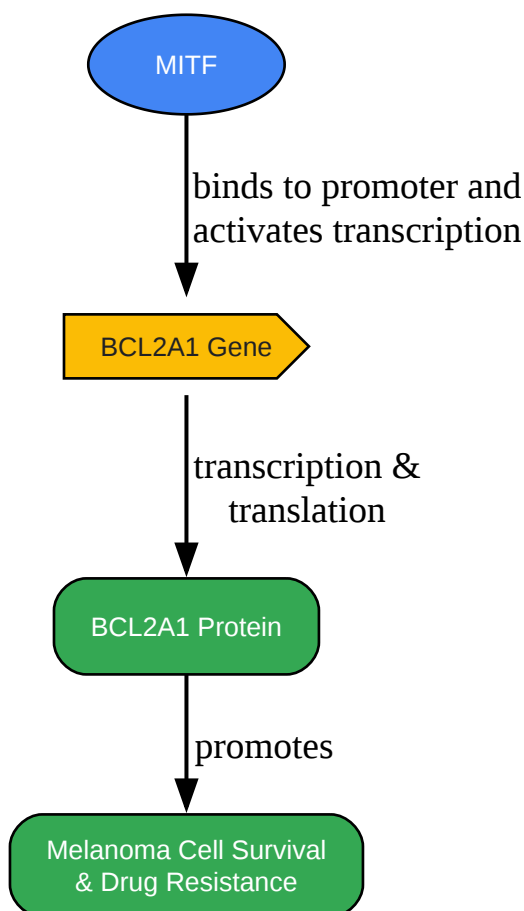 MITF
binds to promoter and
activates transcription
BCL2A1 Gene
transcription &
translation
BCL2A1 Protein
promotes
Melanoma Cell Survival
& Drug Resistance